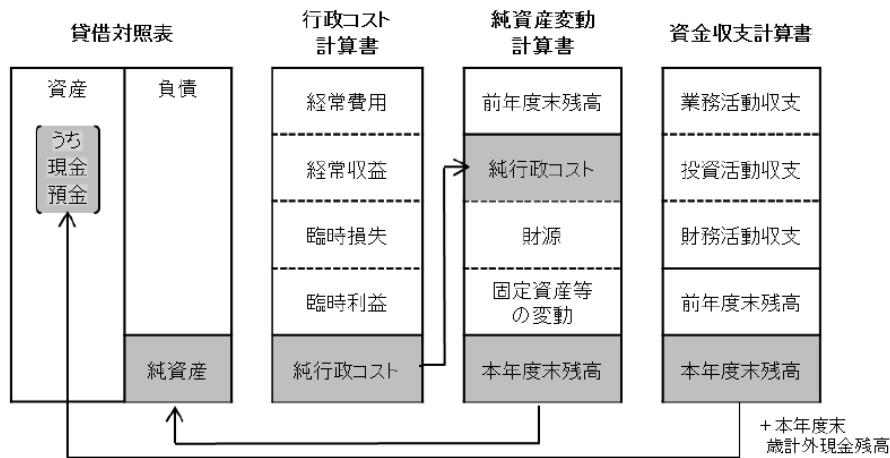 貸借対照表
行政コスト
計算書
純資産変動
計算書
資金収支計算書
資産
うち
現金
預金
負債
純資産
経常費用
経常収益
臨時損失
臨時利益
純行政コスト
前年度末残高
純行政コスト
財源
固定資産等
の変動
本年度末残高
業務活動収支
投資活動収支
財務活動収支
前年度末残高
本年度末残高
+本年度末
歳計外現金残高